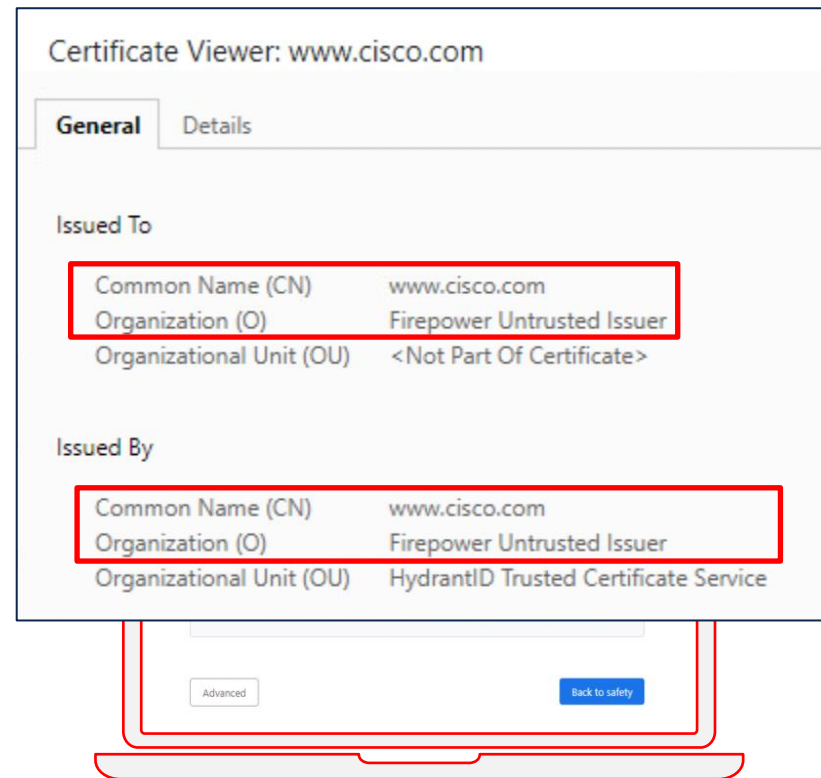 Certificate Viewer: www.cisco.com
General Details
Issued To
Common Name (CN) www.cisco.com
Organization (O) Firepower Untrusted Issuer
Organizational Unit (OU) <Not Part Of Certificate>
Issued By
Common Name (CN) www.cisco.com
Organization (O) Firepower Untrusted Issuer
Organizational Unit (OU) HydrantID Trusted Certificate Service
Advanced Back to safety